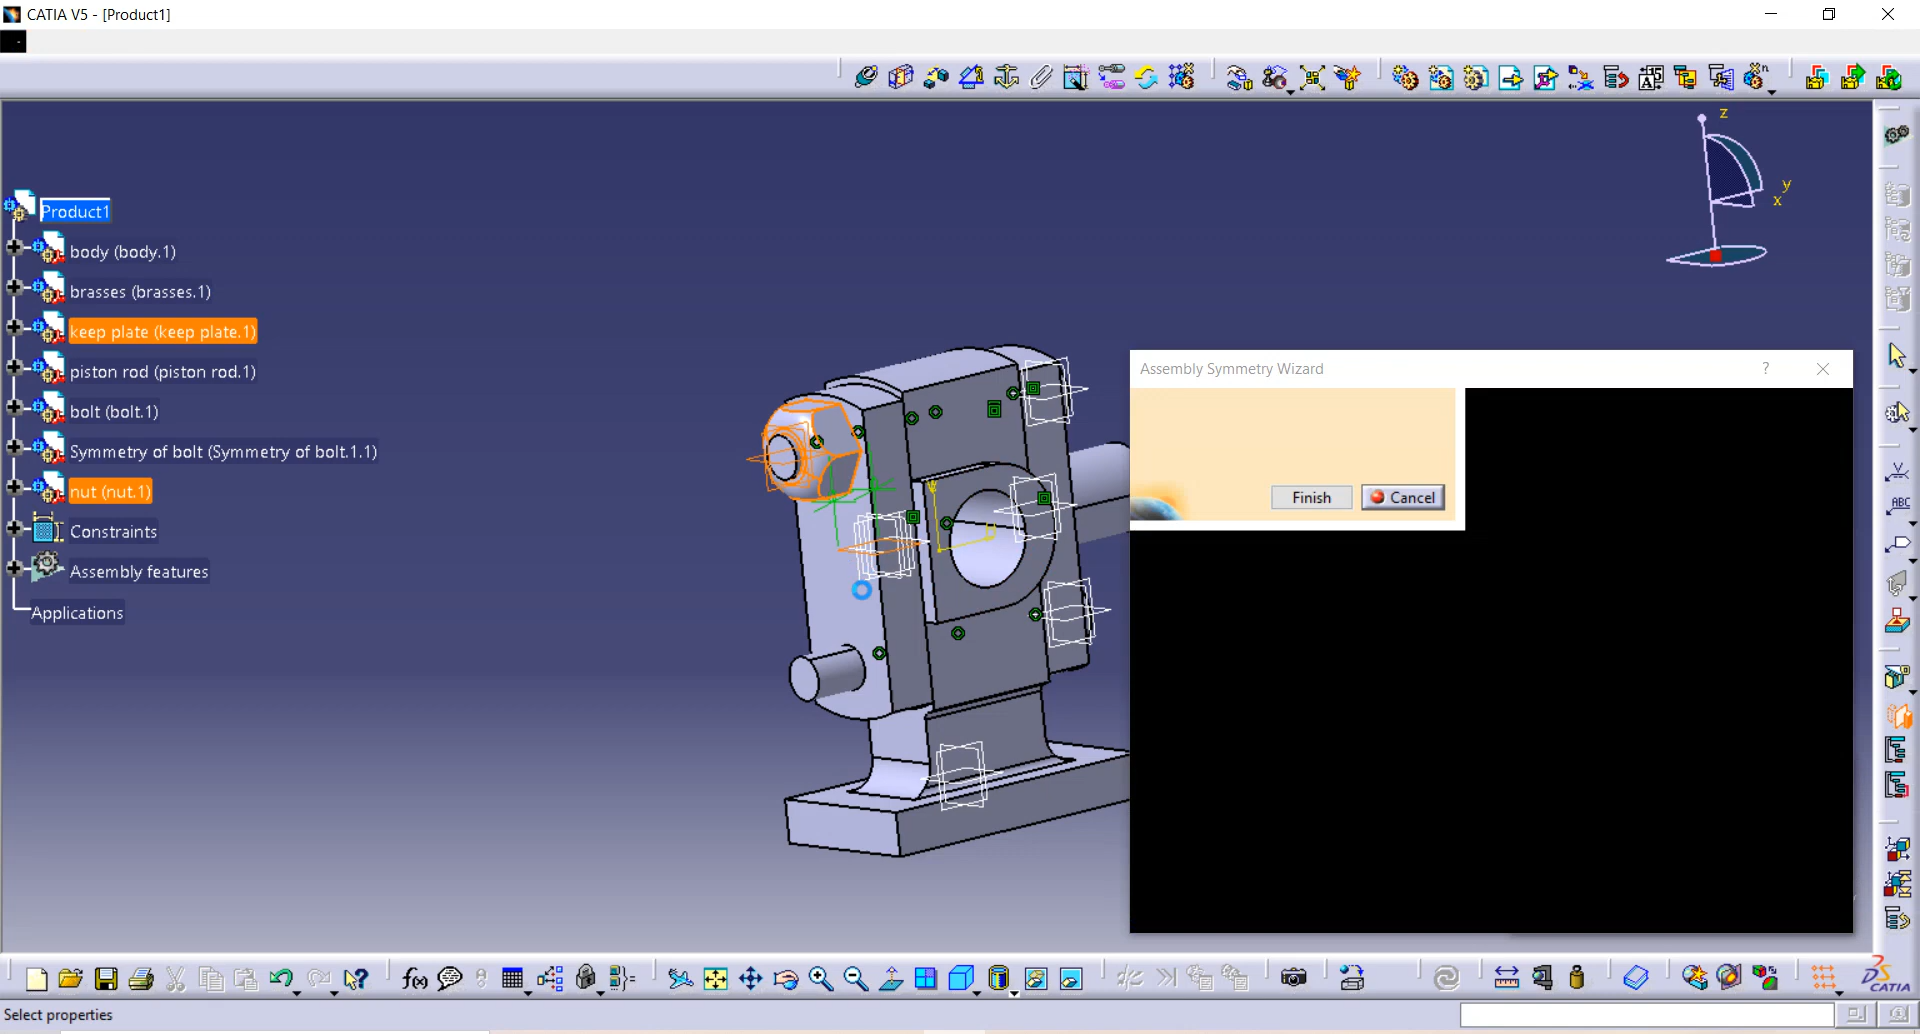 CATIA V5 - [Product1]
z
y
x
Product1
body (body.1)
brasses (brasses.1)
keep plate (keep plate.1)
piston rod (piston rod.1)
bolt (bolt.1)
Symmetry of bolt (Symmetry of bolt.1.1)
nut (nut.1)
Constraints
Assembly features
Applications
Assembly Symmetry Wizard
?
Finish
Cancel
ABC
f(x)
CATIA
Select properties